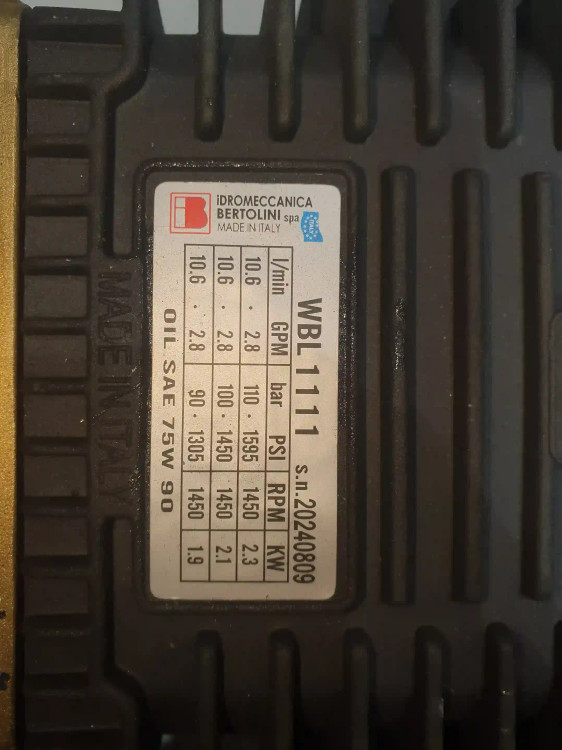 iDROMECCANICA
BERTOLINI spa
MADE IN ITALY
WBL 1111 s.n.20240809
l/min GPM bar PSI RPM KW
10.6 · 2.8 110 · 1595 1450 2.3
10.6 · 2.8 100 · 1450 1450 2.1
10.6 · 2.8 90 · 1305 1450 1.9
OIL SAE 75W 90
MADE IN ITALY